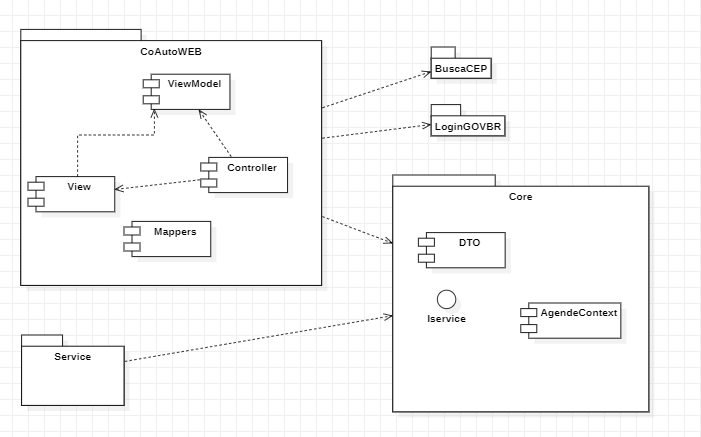 CoAutoWEB
ViewModel
BuscaCEP
LoginGOVBR
Controller
View
Mappers
Core
DTO
Iservice
AgendeContext
Service